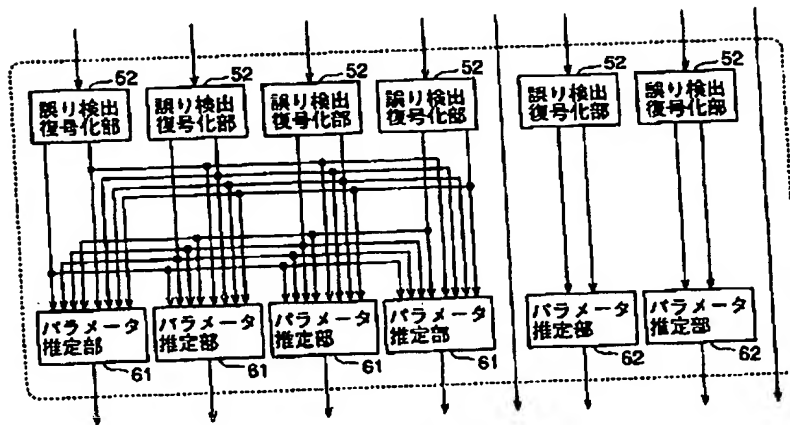 52
誤り検出
復号化部
52
誤り検出
復号化部
52
誤り検出
復号化部
52
誤り検出
復号化部
52
誤り検出
復号化部
52
誤り検出
復号化部
パラメータ
推定部
61
パラメータ
推定部
61
パラメータ
推定部
61
パラメータ
推定部
61
パラメータ
推定部
62
パラメータ
推定部
62